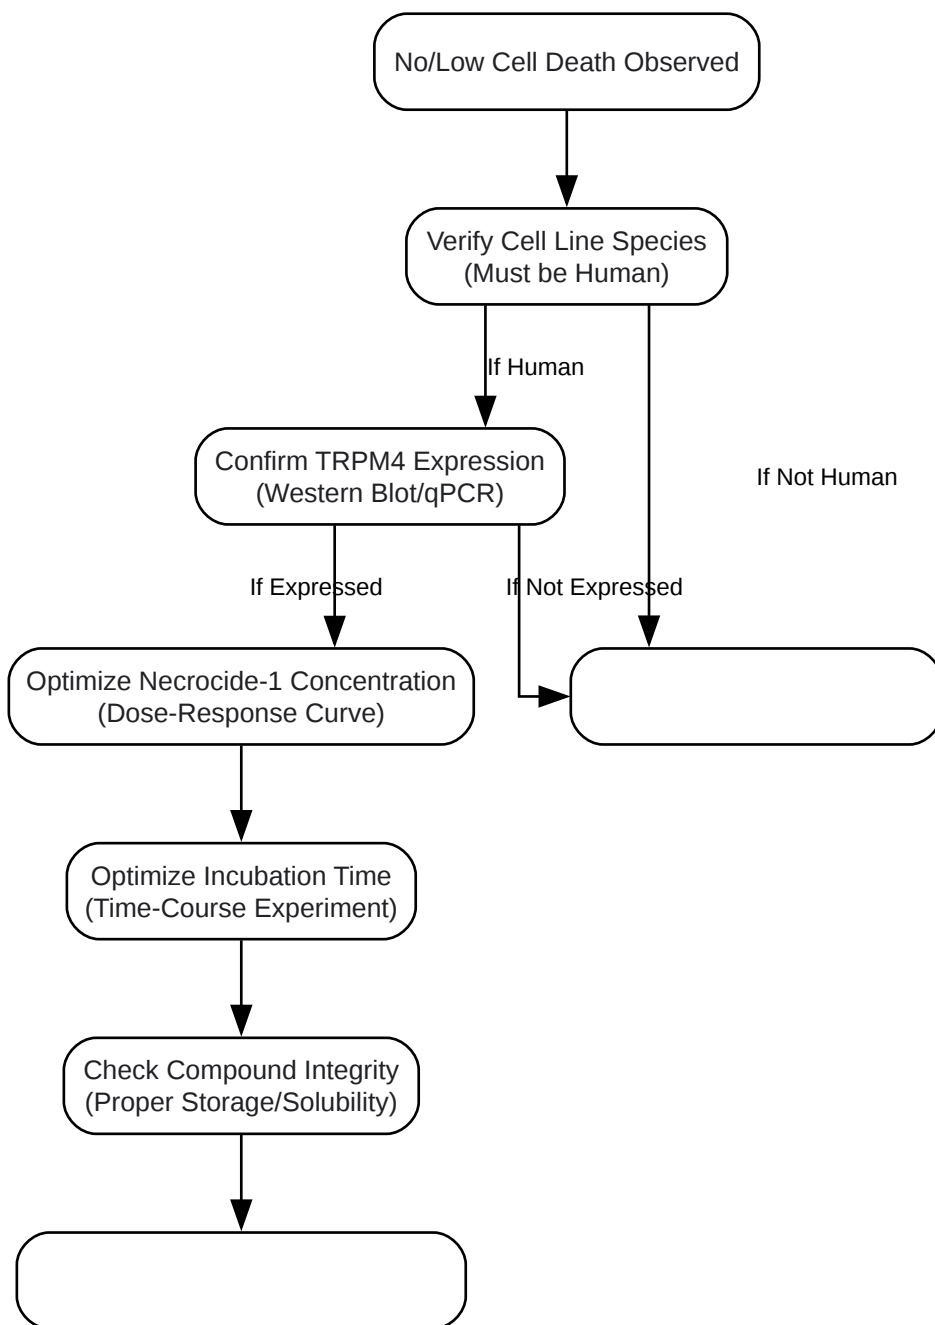 No/Low Cell Death Observed
Verify Cell Line Species
(Must be Human)
If Human
Confirm TRPM4 Expression
(Western Blot/qPCR)
If Not Human
If Expressed
If Not Expressed
Optimize Necrocide-1 Concentration
(Dose-Response Curve)
Optimize Incubation Time
(Time-Course Experiment)
Check Compound Integrity
(Proper Storage/Solubility)